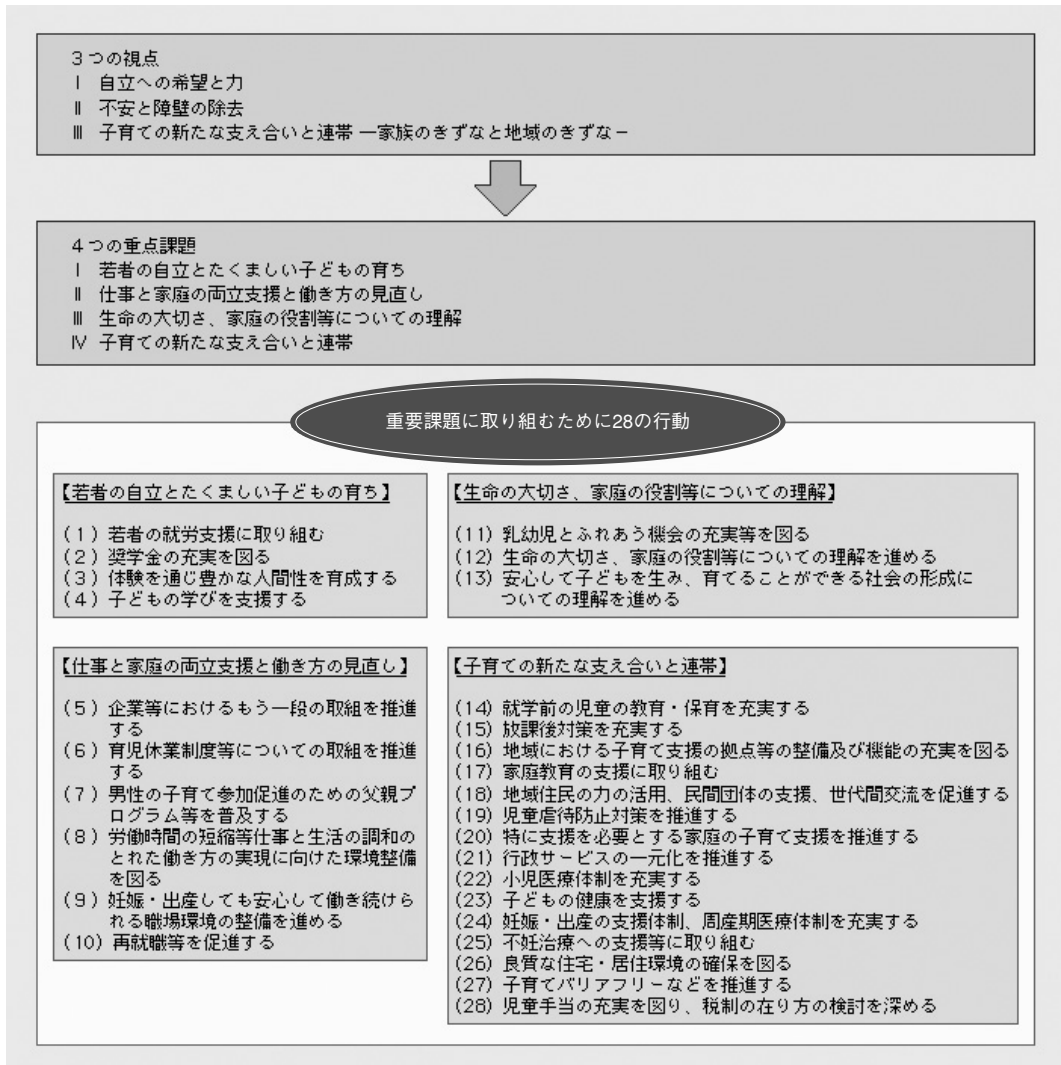 3つの視点
Ⅰ 自立への希望と力
Ⅱ 不安と障壁の除去
Ⅲ 子育ての新たな支え合いと連帯 ―家族のきずなと地域のきずな－
4つの重点課題
Ⅰ 若者の自立とたくましい子どもの育ち
Ⅱ 仕事と家庭の両立支援と働き方の見直し
Ⅲ 生命の大切さ、家庭の役割等についての理解
Ⅳ 子育ての新たな支え合いと連帯
重要課題に取り組むために28の行動
【若者の自立とたくましい子どもの育ち】
(1) 若者の就労支援に取り組む
(2) 奨学金の充実を図る
(3) 体験を通じ豊かな人間性を育成する
(4) 子どもの学びを支援する
【生命の大切さ、家庭の役割等についての理解】
(11) 乳幼児とふれあう機会の充実等を図る
(12) 生命の大切さ、家庭の役割等についての理解を進める
(13) 安心して子どもを生み、育てることができる社会の形成に
ついての理解を進める
【仕事と家庭の両立支援と働き方の見直し】
(5) 企業等におけるもう一段の取組を推進
する
(6) 育児休業制度等についての取組を推進
する
(7) 男性の子育て参加促進のための父親プ
ログラム等を普及する
(8) 労働時間の短縮等仕事と生活の調和の
とれた働き方の実現に向けた環境整備
を図る
(9) 妊娠・出産しても安心して働き続けら
れる職場環境の整備を進める
(10) 再就職等を促進する
【子育ての新たな支え合いと連帯】
(14) 就学前の児童の教育・保育を充実する
(15) 放課後対策を充実する
(16) 地域における子育て支援の拠点等の整備及び機能の充実を図る
(17) 家庭教育の支援に取り組む
(18) 地域住民の力の活用、民間団体の支援、世代間交流を促進する
(19) 児童虐待防止対策を推進する
(20) 特に支援を必要とする家庭の子育て支援を推進する
(21) 行政サービスの一元化を推進する
(22) 小児医療体制を充実する
(23) 子どもの健康を支援する
(24) 妊娠・出産の支援体制、周産期医療体制を充実する
(25) 不妊治療への支援等に取り組む
(26) 良質な住宅・居住環境の確保を図る
(27) 子育てバリアフリーなどを推進する
(28) 児童手当の充実を図り、税制の在り方の検討を深める